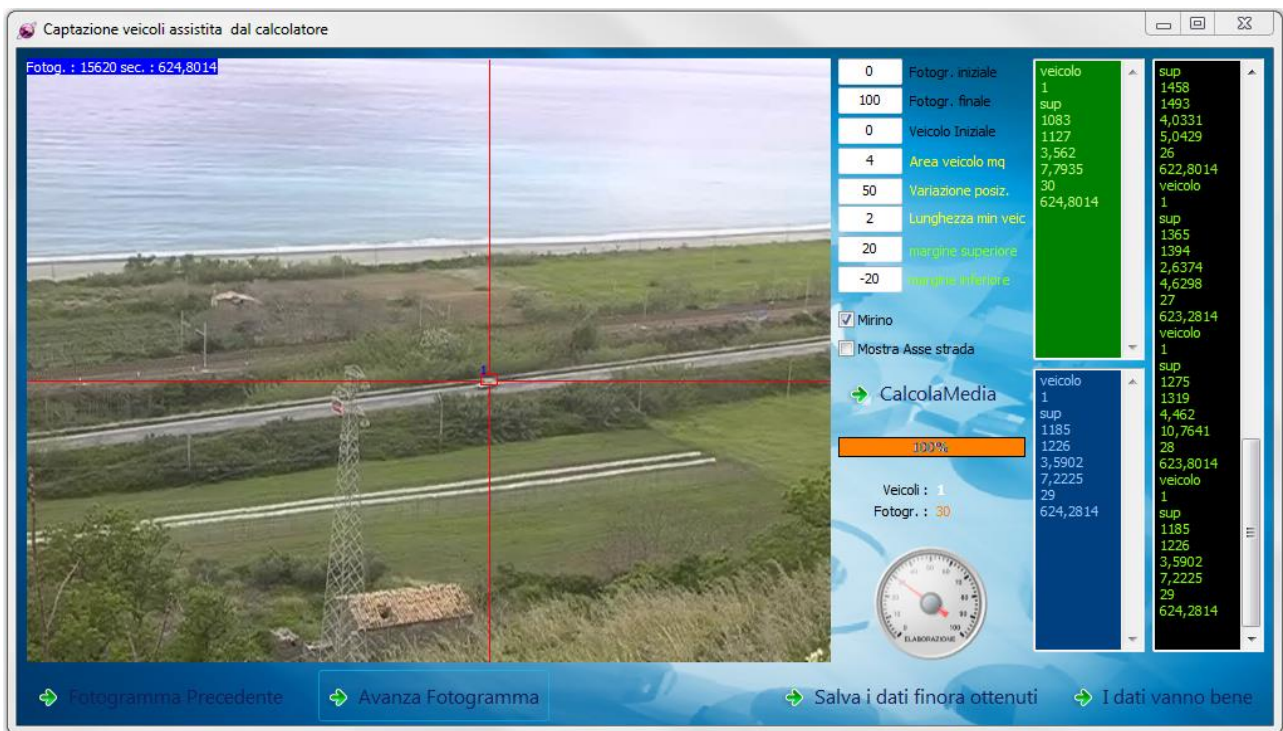 Captazione veicoli assistita dal calcolatore
Fotog. : 15620 sec. : 624,8014
1
0 Fotogr. iniziale
100 Fotogr. finale
0 Veicolo Iniziale
4 Area veicolo mq
50 Variazione posiz.
2 Lunghezza min veic
20 margine superiore
-20 margine inferiore
Mirino
Mostra Asse strada
CalcolaMedia
100%
Veicoli : 1
Fotogr. : 30
ELABORAZIONE
veicolo
1
sup
1083
1127
3,562
7,7935
30
624,8014
veicolo
1
sup
1185
1226
3,5902
7,2225
29
624,2814
sup
1458
1493
4,0331
5,0429
26
622,8014
veicolo
1
sup
1365
1394
2,6374
4,6298
27
623,2814
veicolo
1
sup
1275
1319
4,462
10,7641
28
623,8014
veicolo
1
sup
1185
1226
3,5902
7,2225
29
624,2814
Fotogramma Precedente
Avanza Fotogramma
Salva i dati finora ottenuti
I dati vanno bene